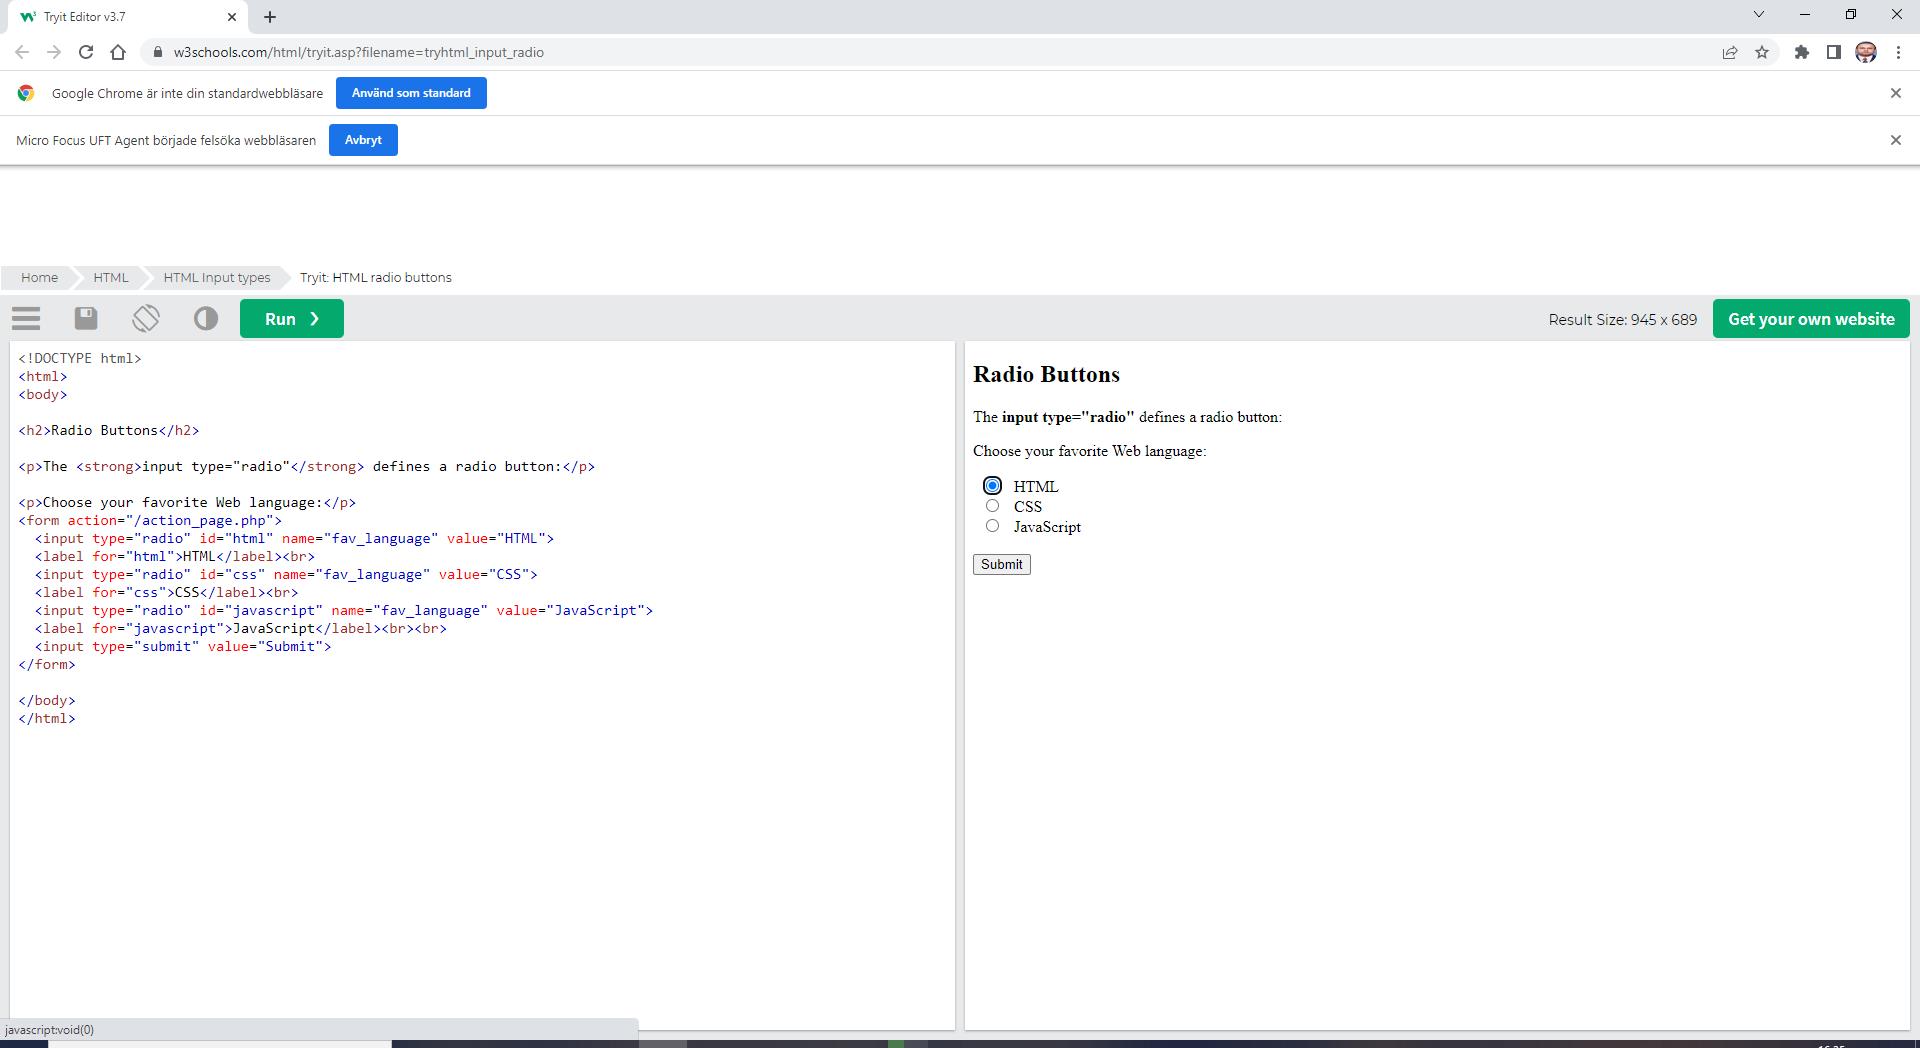 Tryit Editor v3.7
w3schools.com/html/tryit.asp?filename=tryhtml_input_radio
Google Chrome är inte din standardwebbläsare
Använd som standard
Micro Focus UFT Agent började felsöka webbläsaren
Avbryt
Home
HTML
HTML Input types
Tryit: HTML radio buttons
Run ❯
Result Size: 945 x 689
Get your own website
<!DOCTYPE html>
<html>
<body>
<h2>Radio Buttons</h2>
<p>The <strong>input type="radio"</strong> defines a radio button:</p>
<p>Choose your favorite Web language:</p>
<form action="/action_page.php">
<input type="radio" id="html" name="fav_language" value="HTML">
<label for="html">HTML</label><br>
<input type="radio" id="css" name="fav_language" value="CSS">
<label for="css">CSS</label><br>
<input type="radio" id="javascript" name="fav_language" value="JavaScript">
<label for="javascript">JavaScript</label><br><br>
<input type="submit" value="Submit">
</form>
</body>
</html>
Radio Buttons
The input type="radio" defines a radio button:
Choose your favorite Web language:
HTML
CSS
JavaScript
Submit
javascript:void(0)